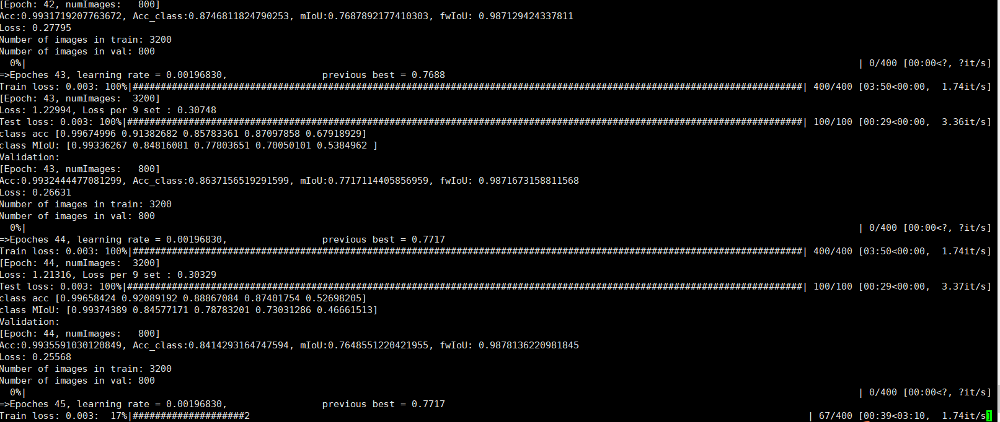 [Epoch: 42, numImages:   800]
Acc:0.9931719207763672, Acc_class:0.8746811824790253, mIoU:0.7687892177410303, fwIoU: 0.987129424337811
Loss: 0.27795
Number of images in train: 3200
Number of images in val: 800
  0%|          | 0/400 [00:00<?, ?it/s]
=>Epoches 43, learning rate = 0.00196830,                 previous best = 0.7688
Train loss: 0.003: 100%|########################################################################################################################| 400/400 [03:50<00:00,  1.74it/s]
[Epoch: 43, numImages:  3200]
Loss: 1.22994, Loss per 9 set : 0.30748
Test loss: 0.003: 100%|#########################################################################################################################| 100/100 [00:29<00:00,  3.36it/s]
class acc [0.99674996 0.91382682 0.85783361 0.87097858 0.67918929]
class MIoU: [0.99336267 0.84816081 0.77803651 0.70050101 0.5384962 ]
Validation:
[Epoch: 43, numImages:   800]
Acc:0.9932444477081299, Acc_class:0.8637156519291599, mIoU:0.7717114405856959, fwIoU: 0.9871673158811568
Loss: 0.26631
Number of images in train: 3200
Number of images in val: 800
  0%|          | 0/400 [00:00<?, ?it/s]
=>Epoches 44, learning rate = 0.00196830,                 previous best = 0.7717
Train loss: 0.003: 100%|########################################################################################################################| 400/400 [03:50<00:00,  1.74it/s]
[Epoch: 44, numImages:  3200]
Loss: 1.21316, Loss per 9 set : 0.30329
Test loss: 0.003: 100%|#########################################################################################################################| 100/100 [00:29<00:00,  3.37it/s]
class acc [0.99658424 0.92089192 0.88867084 0.87401754 0.52698205]
class MIoU: [0.99374389 0.84577171 0.78783201 0.73031286 0.46661513]
Validation:
[Epoch: 44, numImages:   800]
Acc:0.9935591030120849, Acc_class:0.8414293164747594, mIoU:0.7648551220421955, fwIoU: 0.9878136220981845
Loss: 0.25568
Number of images in train: 3200
Number of images in val: 800
  0%|          | 0/400 [00:00<?, ?it/s]
=>Epoches 45, learning rate = 0.00196830,                 previous best = 0.7717
Train loss: 0.003:  17%|####################2          | 67/400 [00:39<03:10,  1.74it/s]